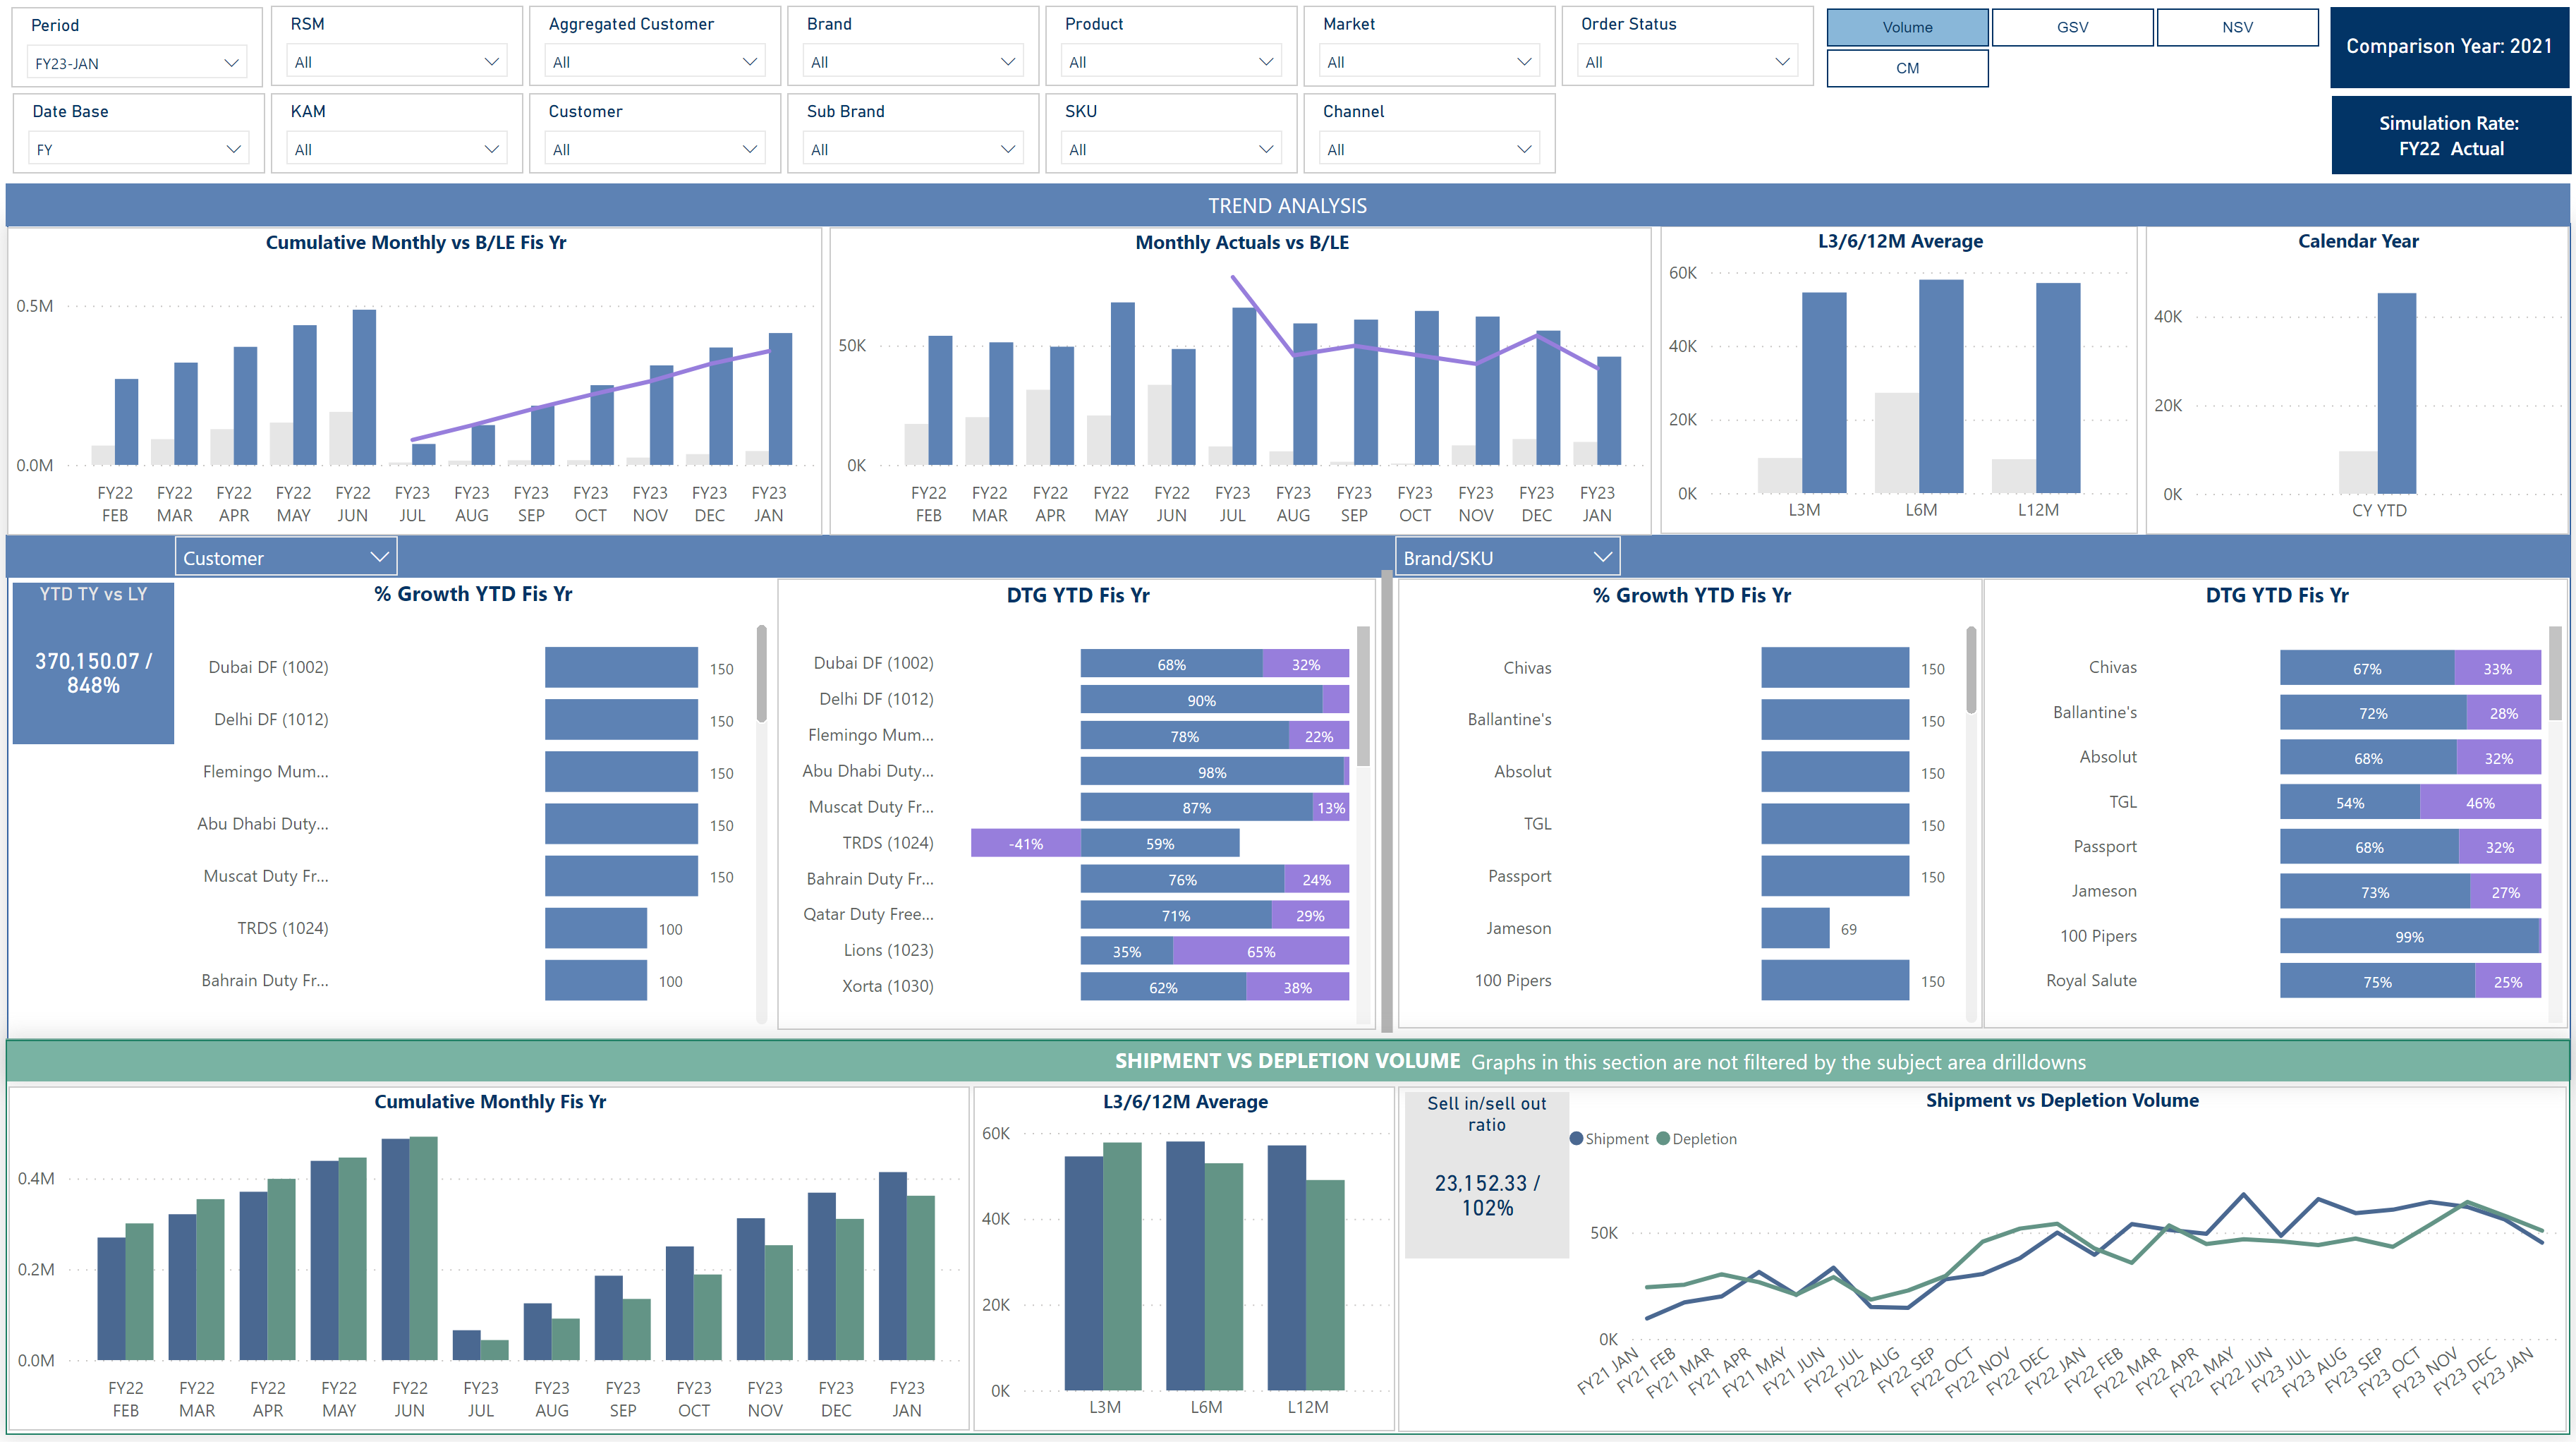 Period
FY23-JAN
RSM
All
Aggregated Customer
All
Brand
All
Product
All
Market
All
Order Status
All
Volume
GSV
NSV
CM
Comparison Year: 2021
Date Base
FY
KAM
All
Customer
All
Sub Brand
All
SKU
All
Channel
All
Simulation Rate:
FY22 Actual
TREND ANALYSIS
Cumulative Monthly vs B/LE Fis Yr
0.5M
0.0M
FY22 FY22 FY22 FY22 FY22 FY23 FY23 FY23 FY23 FY23 FY23 FY23
FEB MAR APR MAY JUN JUL AUG SEP OCT NOV DEC JAN
Monthly Actuals vs B/LE
50K
0K
FY22 FY22 FY22 FY22 FY22 FY23 FY23 FY23 FY23 FY23 FY23 FY23
FEB MAR APR MAY JUN JUL AUG SEP OCT NOV DEC JAN
L3/6/12M Average
60K
40K
20K
0K
L3M L6M L12M
Calendar Year
40K
20K
0K
CY YTD
Customer
Brand/SKU
YTD TY vs LY
370,150.07 /
848%
% Growth YTD Fis Yr
Dubai DF (1002) 150
Delhi DF (1012) 150
Flemingo Mum... 150
Abu Dhabi Duty... 150
Muscat Duty Fr... 150
TRDS (1024) 100
Bahrain Duty Fr... 100
DTG YTD Fis Yr
Dubai DF (1002) 68% 32%
Delhi DF (1012) 90%
Flemingo Mum... 78% 22%
Abu Dhabi Duty... 98%
Muscat Duty Fr... 87% 13%
TRDS (1024) -41% 59%
Bahrain Duty Fr... 76% 24%
Qatar Duty Free... 71% 29%
Lions (1023) 35% 65%
Xorta (1030) 62% 38%
% Growth YTD Fis Yr
Chivas 150
Ballantine's 150
Absolut 150
TGL 150
Passport 150
Jameson 69
100 Pipers 150
DTG YTD Fis Yr
Chivas 67% 33%
Ballantine's 72% 28%
Absolut 68% 32%
TGL 54% 46%
Passport 68% 32%
Jameson 73% 27%
100 Pipers 99%
Royal Salute 75% 25%
SHIPMENT VS DEPLETION VOLUME Graphs in this section are not filtered by the subject area drilldowns
Cumulative Monthly Fis Yr
0.4M
0.2M
0.0M
FY22 FY22 FY22 FY22 FY22 FY23 FY23 FY23 FY23 FY23 FY23 FY23
FEB MAR APR MAY JUN JUL AUG SEP OCT NOV DEC JAN
L3/6/12M Average
60K
40K
20K
0K
L3M L6M L12M
Sell in/sell out
ratio
23,152.33 /
102%
Shipment vs Depletion Volume
Shipment Depletion
50K
0K
FY21 JAN
FY21 FEB
FY21 MAR
FY21 APR
FY21 MAY
FY21 JUN
FY22 JUL
FY22 AUG
FY22 SEP
FY22 OCT
FY22 NOV
FY22 DEC
FY22 JAN
FY22 FEB
FY22 MAR
FY22 APR
FY22 MAY
FY22 JUN
FY23 JUL
FY23 AUG
FY23 SEP
FY23 OCT
FY23 NOV
FY23 DEC
FY23 JAN